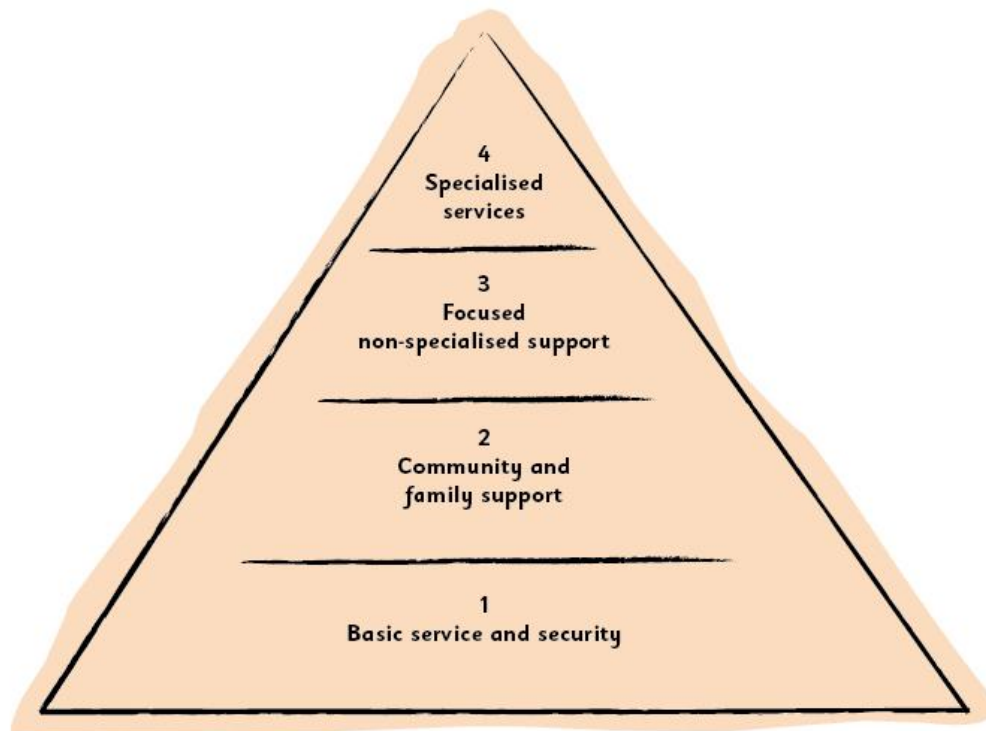 4
Specialised
services
3
Focused
non-specialised support
2
Community and
family support
1
Basic service and security